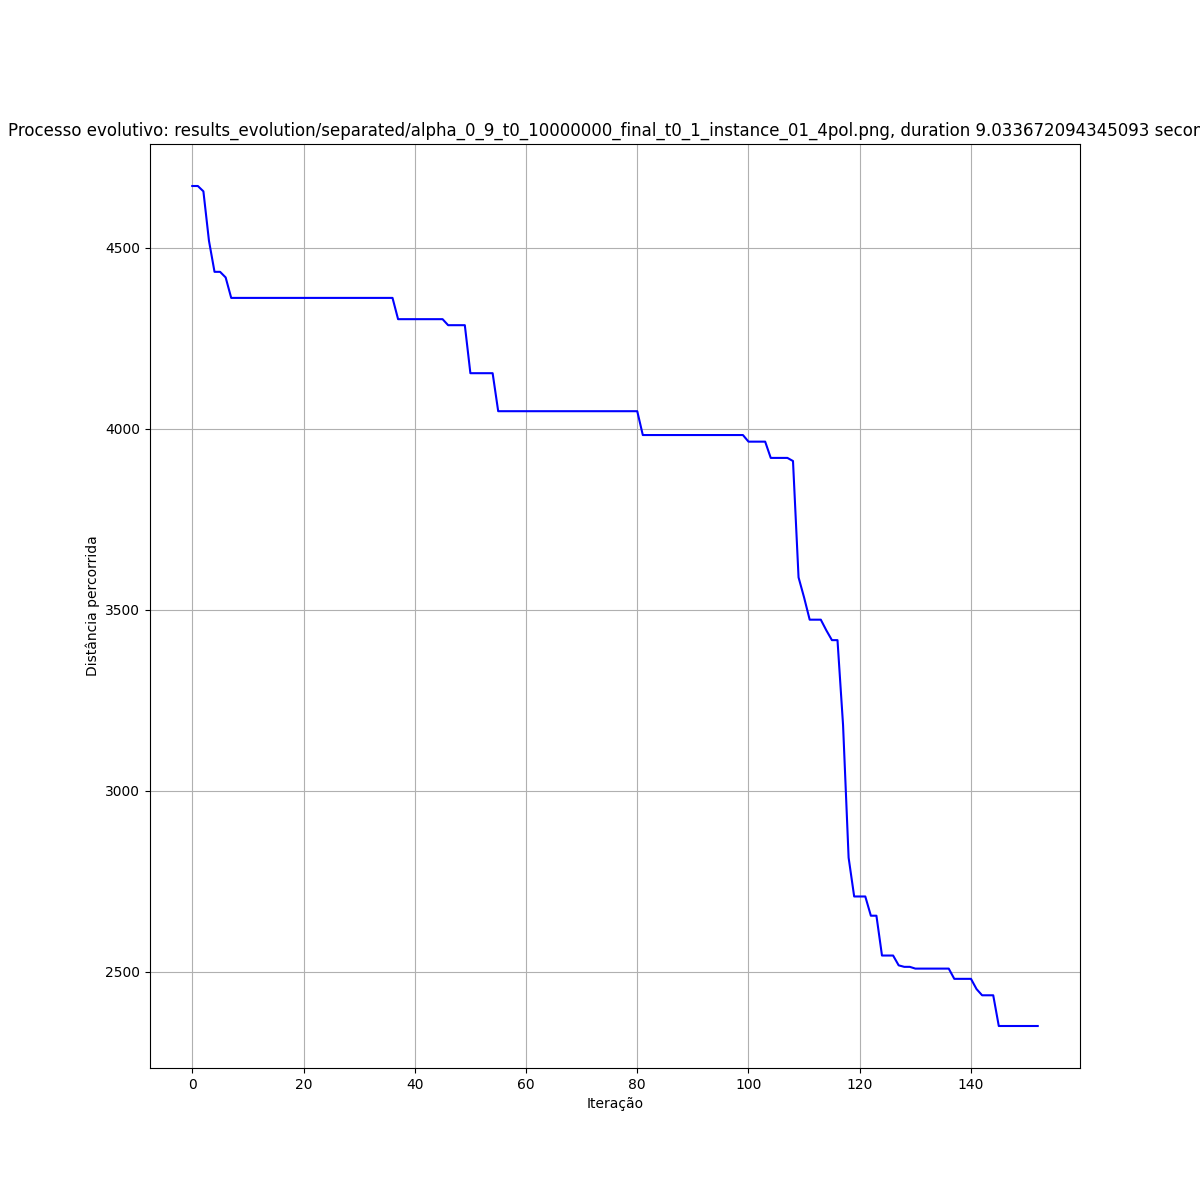 Processo evolutivo: results_evolution/separated/alpha_0_9_t0_10000000_final_t0_1_instance_01_4pol.png, duration 9.033672094345093
4500
4000
3500
3000
2500
Distância percorrida
0 20 40 60 80 100 120 140
Iteração